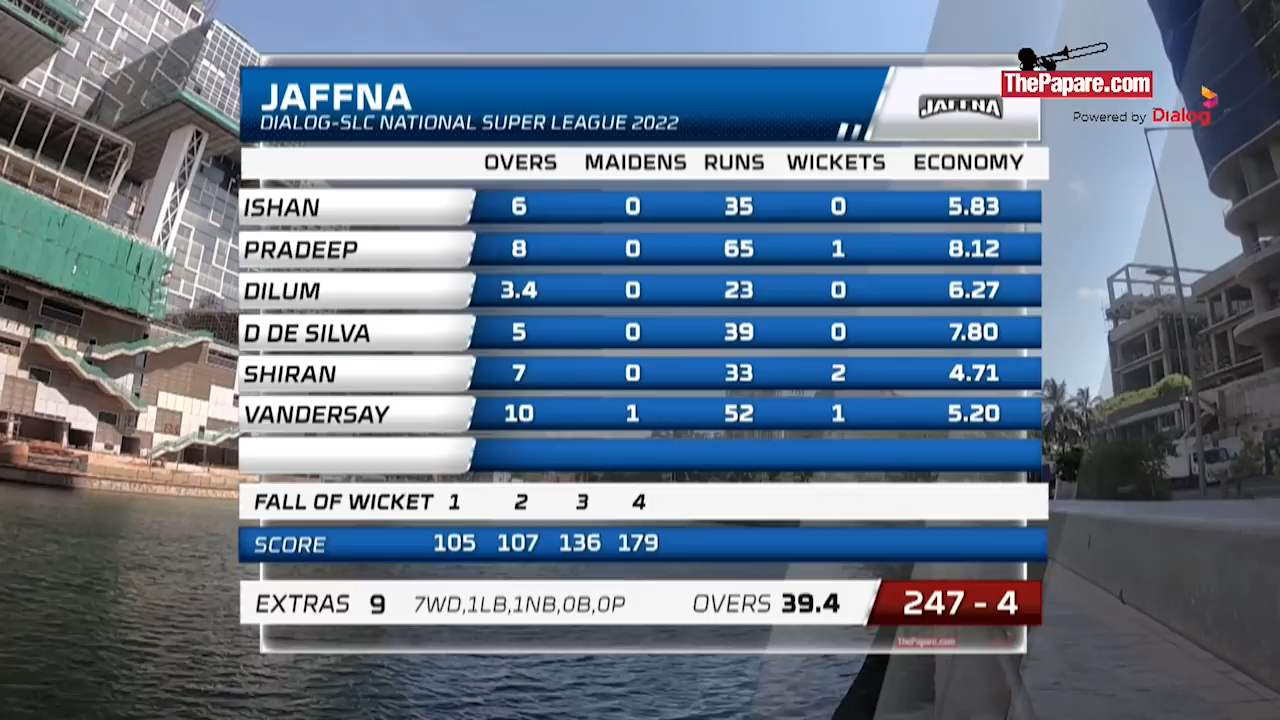 JAFFNA
DIALOG-SLC NATIONAL SUPER LEAGUE 2022
JAFFNA
ThePapare.com
Powered by Dialog
OVERS MAIDENS RUNS WICKETS ECONOMY
ISHAN 6 0 35 0 5.83
PRADEEP 8 0 65 1 8.12
DILUM 3.4 0 23 0 6.27
D DE SILVA 5 0 39 0 7.80
SHIRAN 7 0 33 2 4.71
VANDERSAY 10 1 52 1 5.20
FALL OF WICKET 1 2 3 4
SCORE 105 107 136 179
EXTRAS 9 7WD,1LB,1NB,0B,0P OVERS 39.4 247 - 4
ThePapare.com